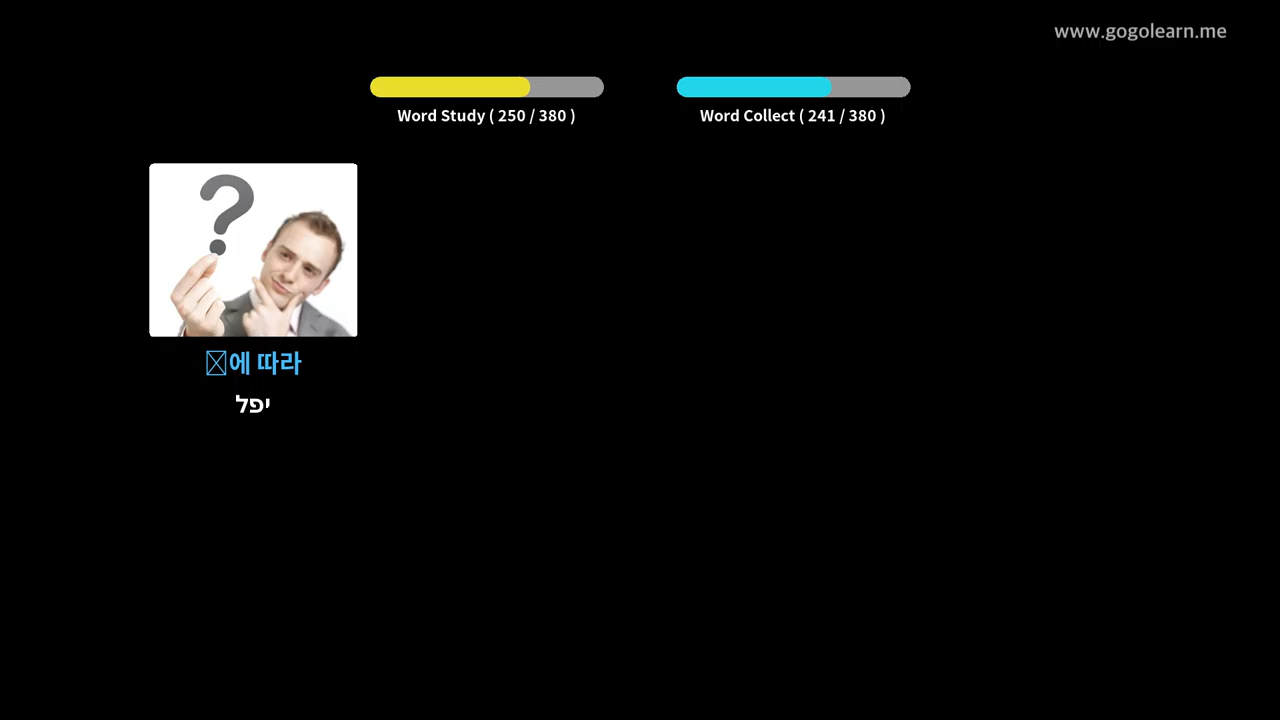 www.gogolearn.me
Word Study ( 250 / 380 )
Word Collect ( 241 / 380 )
?
에 따라
יפל